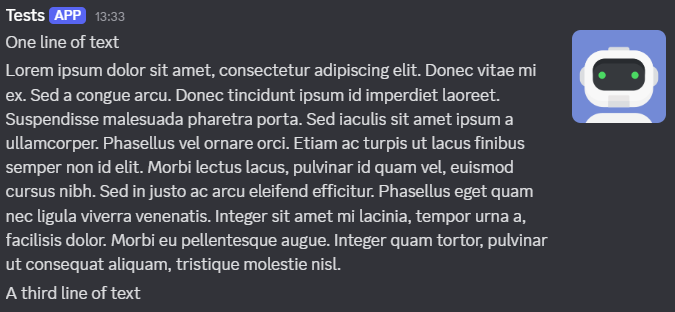 Tests APP 13:33
One line of text
Lorem ipsum dolor sit amet, consectetur adipiscing elit. Donec vitae mi
ex. Sed a congue arcu. Donec tincidunt ipsum id imperdiet laoreet.
Suspendisse malesuada pharetra porta. Sed iaculis sit amet ipsum a
ullamcorper. Phasellus vel ornare orci. Etiam ac turpis ut lacus finibus
semper non id elit. Morbi lectus lacus, pulvinar id quam vel, euismod
cursus nibh. Sed in justo ac arcu eleifend efficitur. Phasellus eget quam
nec ligula viverra venenatis. Integer sit amet mi lacinia, tempor urna a,
facilisis dolor. Morbi eu pellentesque augue. Integer quam tortor, pulvinar
ut consequat aliquam, tristique molestie nisl.
A third line of text